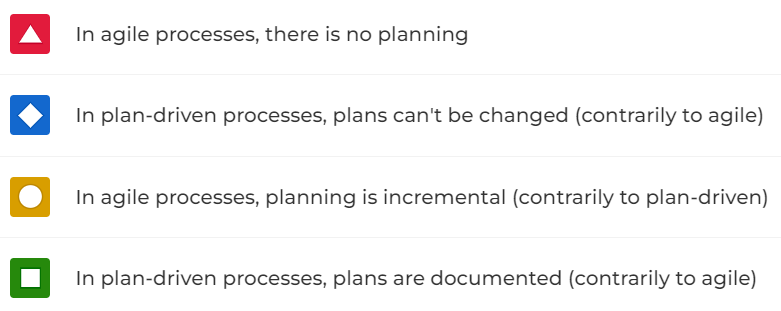 In agile processes, there is no planning
In plan-driven processes, plans can't be changed (contrarily to agile)
In agile processes, planning is incremental (contrarily to plan-driven)
In plan-driven processes, plans are documented (contrarily to agile)